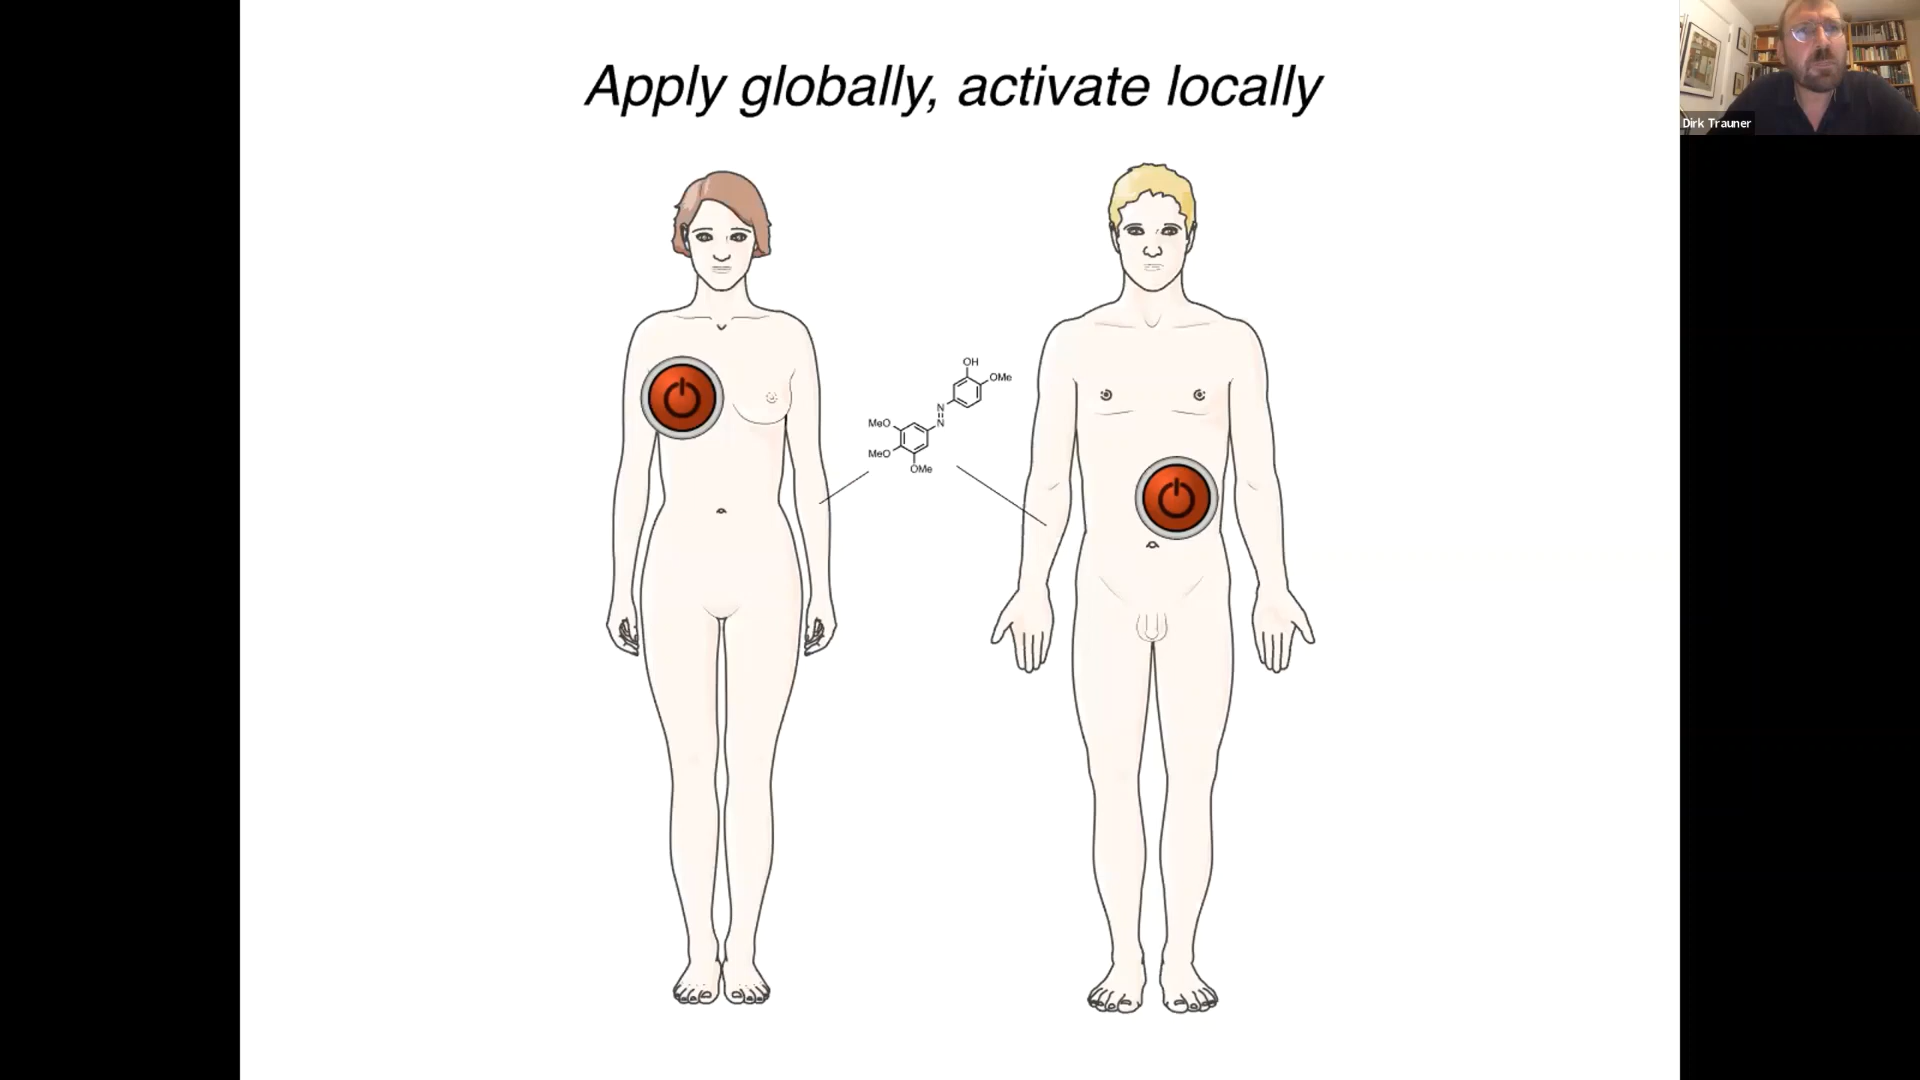 Apply globally, activate locally
Dirk Trauner
OH
OMe
N
N
MeO
MeO
OMe